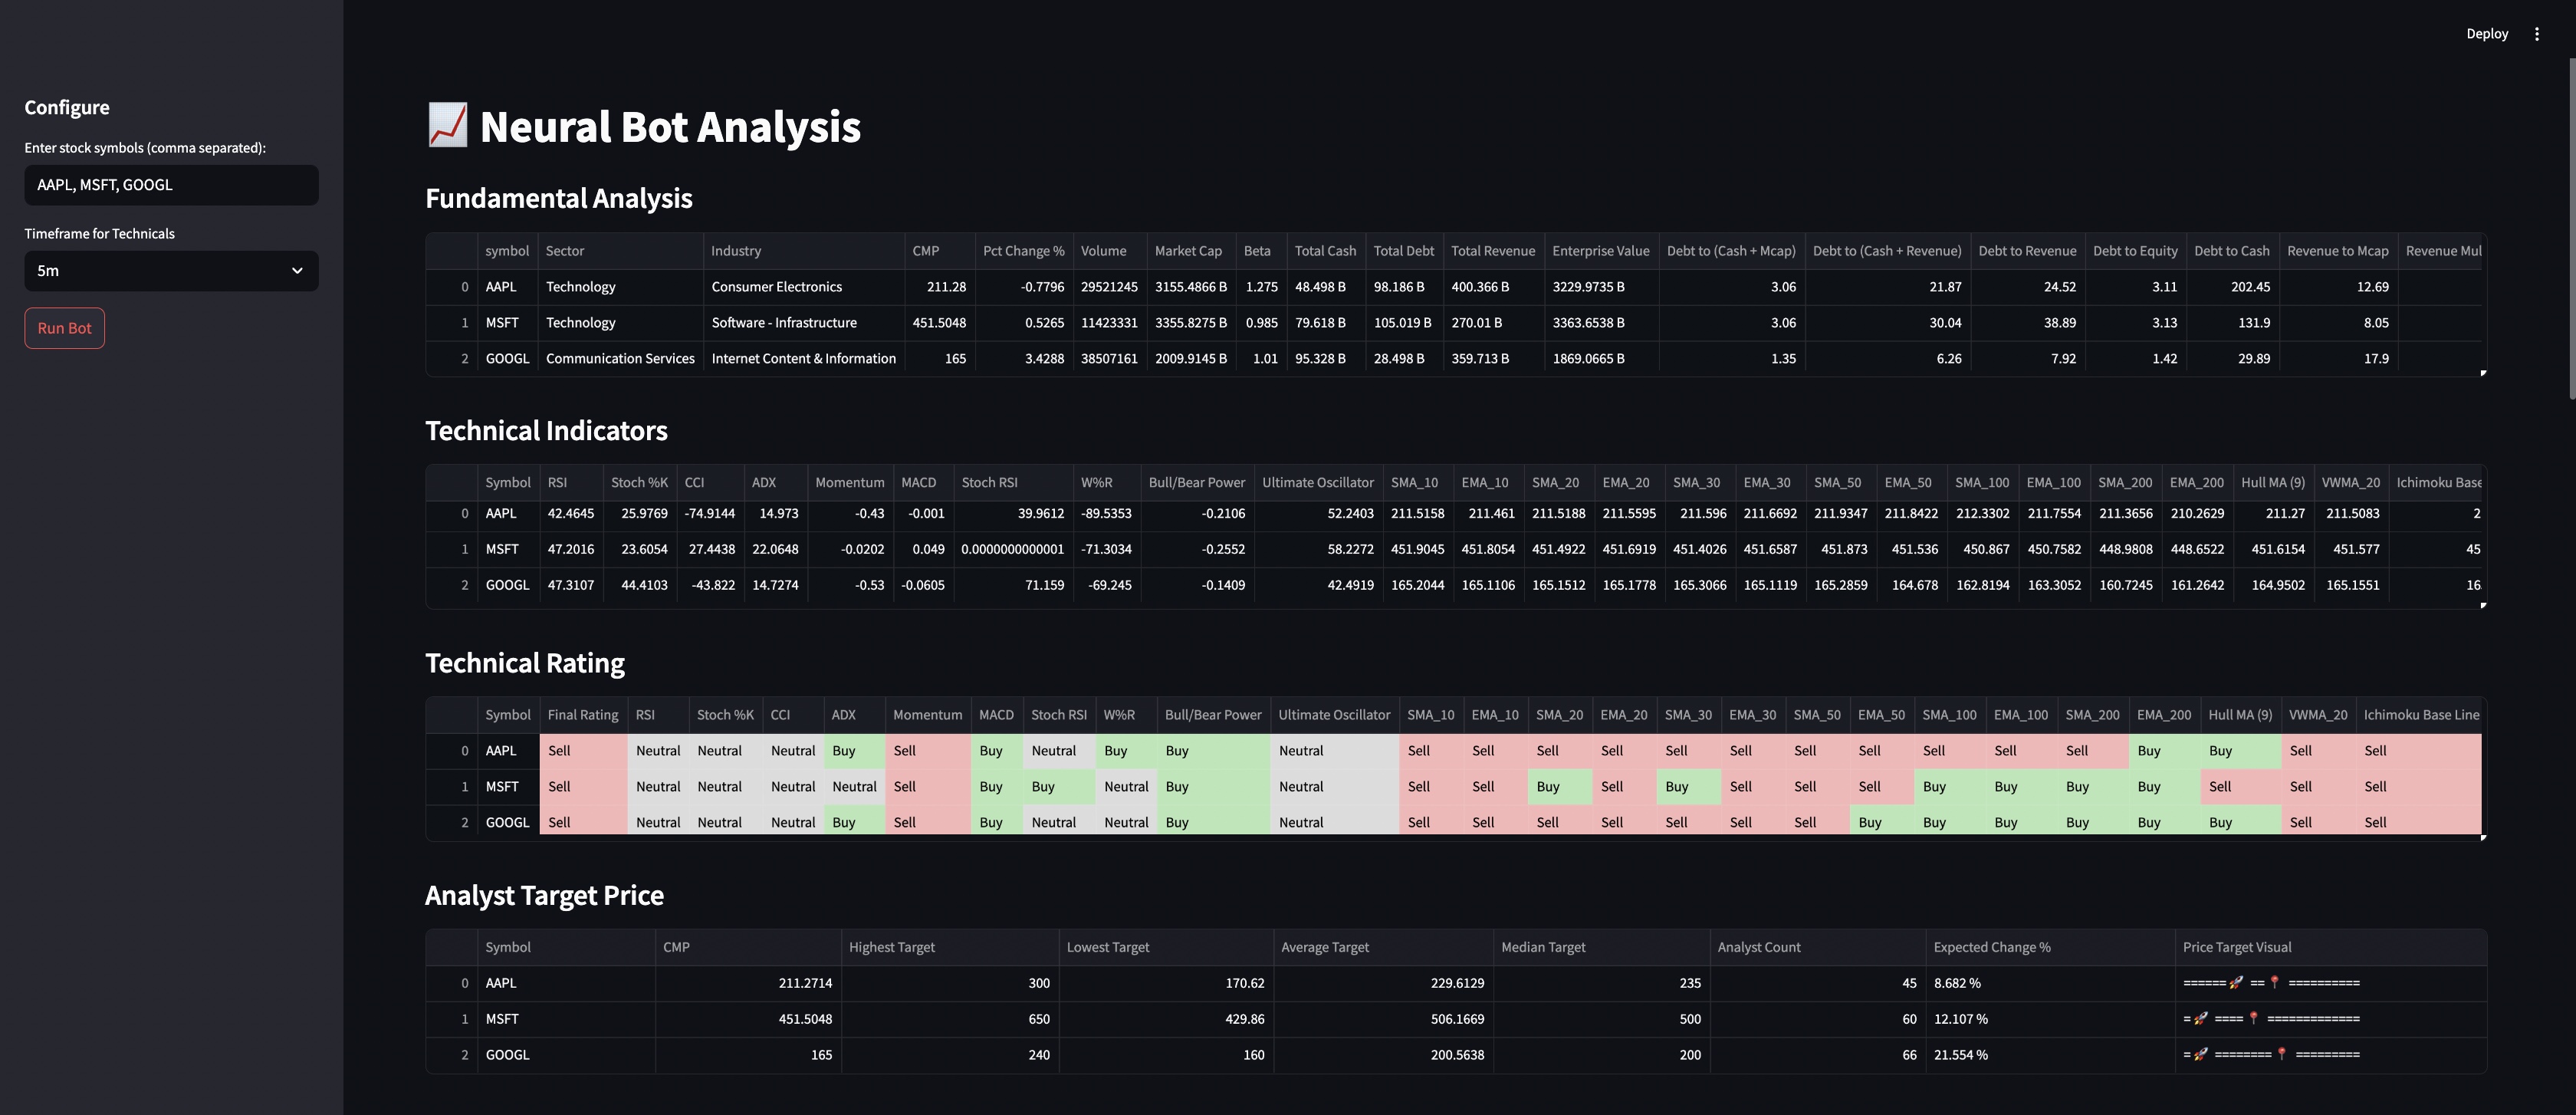 Deploy
Configure
Enter stock symbols (comma separated):
AAPL, MSFT, GOOGL
Timeframe for Technicals
5m
Run Bot
Neural Bot Analysis
Fundamental Analysis
symbol Sector Industry CMP Pct Change % Volume Market Cap Beta Total Cash Total Debt Total Revenue Enterprise Value Debt to (Cash + Mcap) Debt to (Cash + Revenue) Debt to Revenue Debt to Equity Debt to Cash Revenue to Mcap Revenue Mul
0 AAPL Technology Consumer Electronics 211.28 -0.7796 29521245 3155.4866 B 1.275 48.498 B 98.186 B 400.366 B 3229.9735 B 3.06 21.87 24.52 3.11 202.45 12.69
1 MSFT Technology Software - Infrastructure 451.5048 0.5265 11423331 3355.8275 B 0.985 79.618 B 105.019 B 270.01 B 3363.6538 B 3.06 30.04 38.89 3.13 131.9 8.05
2 GOOGL Communication Services Internet Content & Information 165 3.4288 38507161 2009.9145 B 1.01 95.328 B 28.498 B 359.713 B 1869.0665 B 1.35 6.26 7.92 1.42 29.89 17.9
Technical Indicators
Symbol RSI Stoch %K CCI ADX Momentum MACD Stoch RSI W%R Bull/Bear Power Ultimate Oscillator SMA_10 EMA_10 SMA_20 EMA_20 SMA_30 EMA_30 SMA_50 EMA_50 SMA_100 EMA_100 SMA_200 EMA_200 Hull MA (9) VWMA_20 Ichimoku Base
0 AAPL 42.4645 25.9769 -74.9144 14.973 -0.43 -0.001 39.9612 -89.5353 -0.2106 52.2403 211.5158 211.461 211.5188 211.5595 211.596 211.6692 211.9347 211.8422 212.3302 211.7554 211.3656 210.2629 211.27 211.5083 2
1 MSFT 47.2016 23.6054 27.4438 22.0648 -0.0202 0.049 0.0000000000001 -71.3034 -0.2552 58.2272 451.9045 451.8054 451.4922 451.6919 451.4026 451.6587 451.873 451.536 450.867 450.7582 448.9808 448.6522 451.6154 451.577 45
2 GOOGL 47.3107 44.4103 -43.822 14.7274 -0.53 -0.0605 71.159 -69.245 -0.1409 42.4919 165.2044 165.1106 165.1512 165.1778 165.3066 165.1119 165.2859 164.678 162.8194 163.3052 160.7245 161.2642 164.9502 165.1551 16.
Technical Rating
Symbol Final Rating RSI Stoch %K CCI ADX Momentum MACD Stoch RSI W%R Bull/Bear Power Ultimate Oscillator SMA_10 EMA_10 SMA_20 EMA_20 SMA_30 EMA_30 SMA_50 EMA_50 SMA_100 EMA_100 SMA_200 EMA_200 Hull MA (9) VWMA_20 Ichimoku Base Line
0 AAPL Sell Neutral Neutral Neutral Buy Sell Buy Neutral Buy Buy Neutral Sell Sell Sell Sell Sell Sell Sell Sell Sell Sell Sell Buy Buy Sell Sell
1 MSFT Sell Neutral Neutral Neutral Neutral Sell Buy Buy Neutral Buy Neutral Sell Sell Buy Sell Buy Sell Sell Sell Buy Buy Buy Buy Sell Sell Sell
2 GOOGL Sell Neutral Neutral Neutral Buy Sell Buy Neutral Neutral Buy Neutral Sell Sell Sell Sell Sell Sell Sell Buy Buy Buy Buy Buy Buy Sell Sell
Analyst Target Price
Symbol CMP Highest Target Lowest Target Average Target Median Target Analyst Count Expected Change % Price Target Visual
0 AAPL 211.2714 300 170.62 229.6129 235 45 8.682 % ======🚀 ==📍 ==========
1 MSFT 451.5048 650 429.86 506.1669 500 60 12.107 % =🚀 ====📍 =============
2 GOOGL 165 240 160 200.5638 200 66 21.554 % =🚀 ========📍 =========